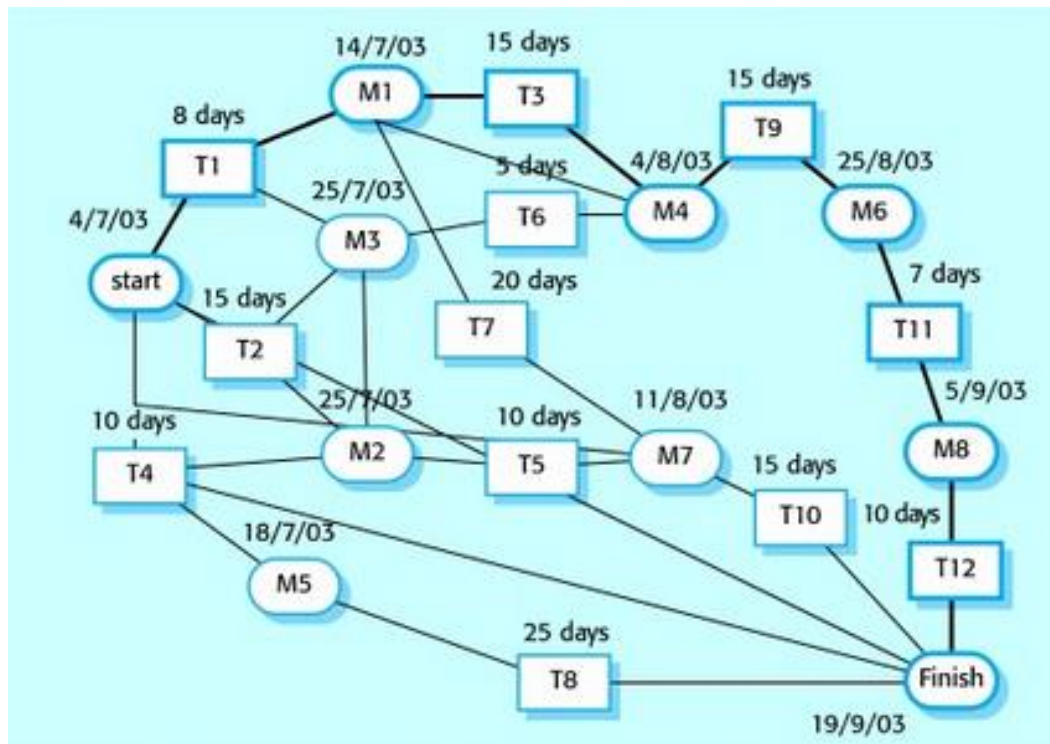 14/7/03
15 days
M1
T3
15 days
T9
8 days
T1
5 days
4/8/03
25/8/03
25/7/03
4/7/03
M3
T6
M4
M6
start
15 days
20 days
7 days
T2
T7
T11
25/7/03
11/8/03
5/9/03
10 days
10 days
M2
T5
M7
M8
T4
15 days
T10
10 days
18/7/03
M5
T12
25 days
T8
Finish
19/9/03